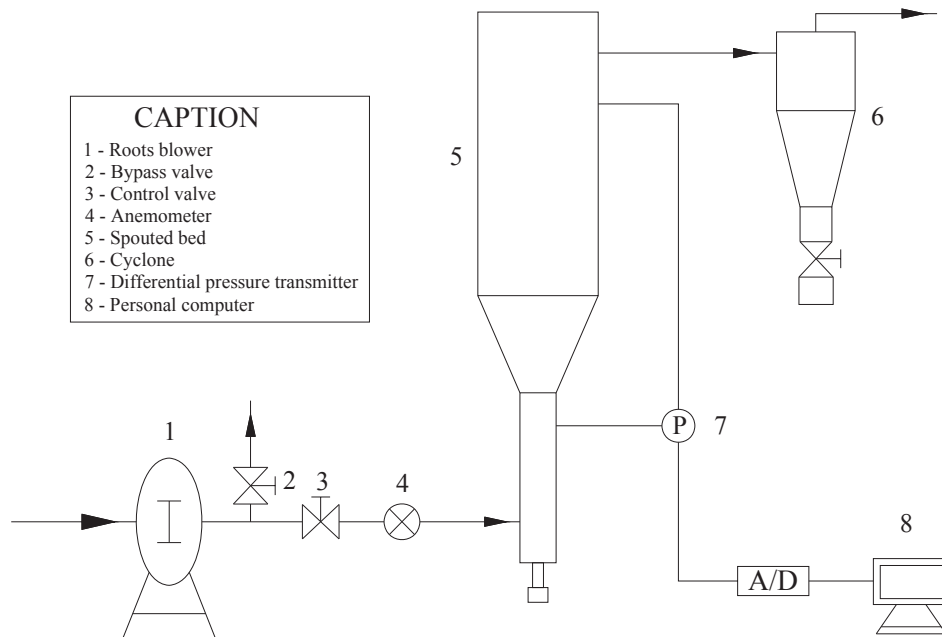 CAPTION
1 - Roots blower
2 - Bypass valve
3 - Control valve
4 - Anemometer
5 - Spouted bed
6 - Cyclone
7 - Differential pressure transmitter
8 - Personal computer
5
6
1
2
3
4
P
7
8
A/D